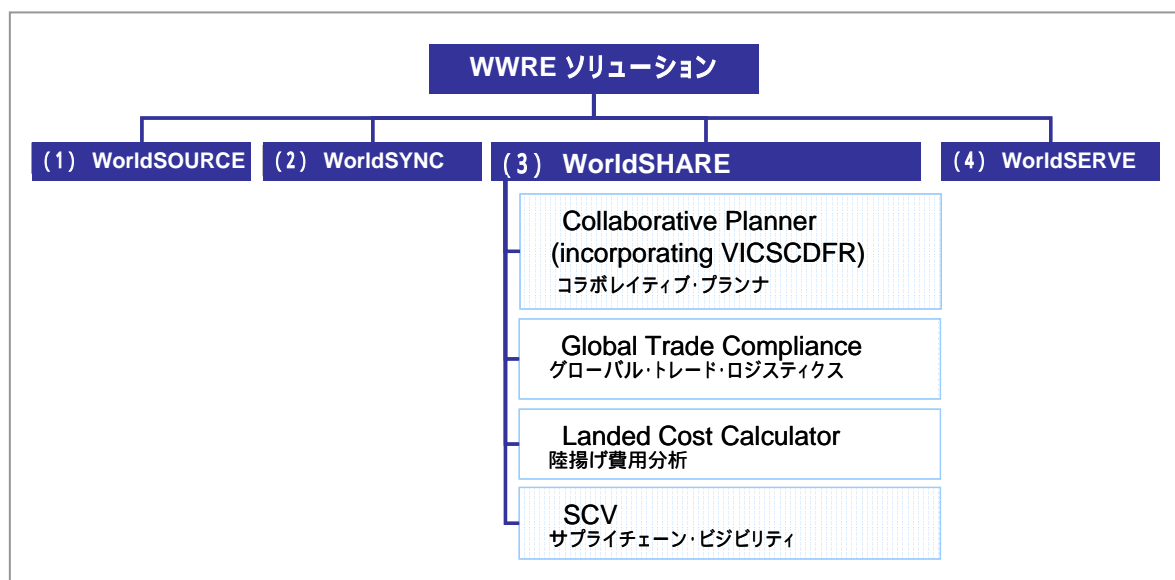 WWRE ソリューション
(1) WorldSOURCE
(2) WorldSYNC
(3) WorldSHARE
(4) WorldSERVE
Collaborative Planner
(incorporating VICSCDFR)
コラボレイティブ･プランナ
Global Trade Compliance
グローバル･トレード･ロジスティクス
Landed Cost Calculator
陸揚げ費用分析
SCV
サプライチェーン･ビジビリティ